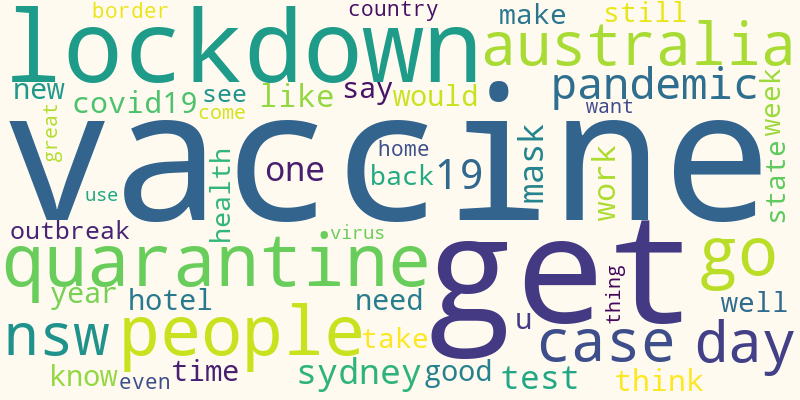 border
country
make
still
lockdown
australia
new
covid19
see
like
say
would
pandemic
week
great
come
want
vaccine
home
one
back
19
mask
work
state
use
health
outbreak
virus
quarantine
get
go
year
hotel
need
thing
well
nsw
people
take
u
case
day
know
even
time
sydney
good
test
think